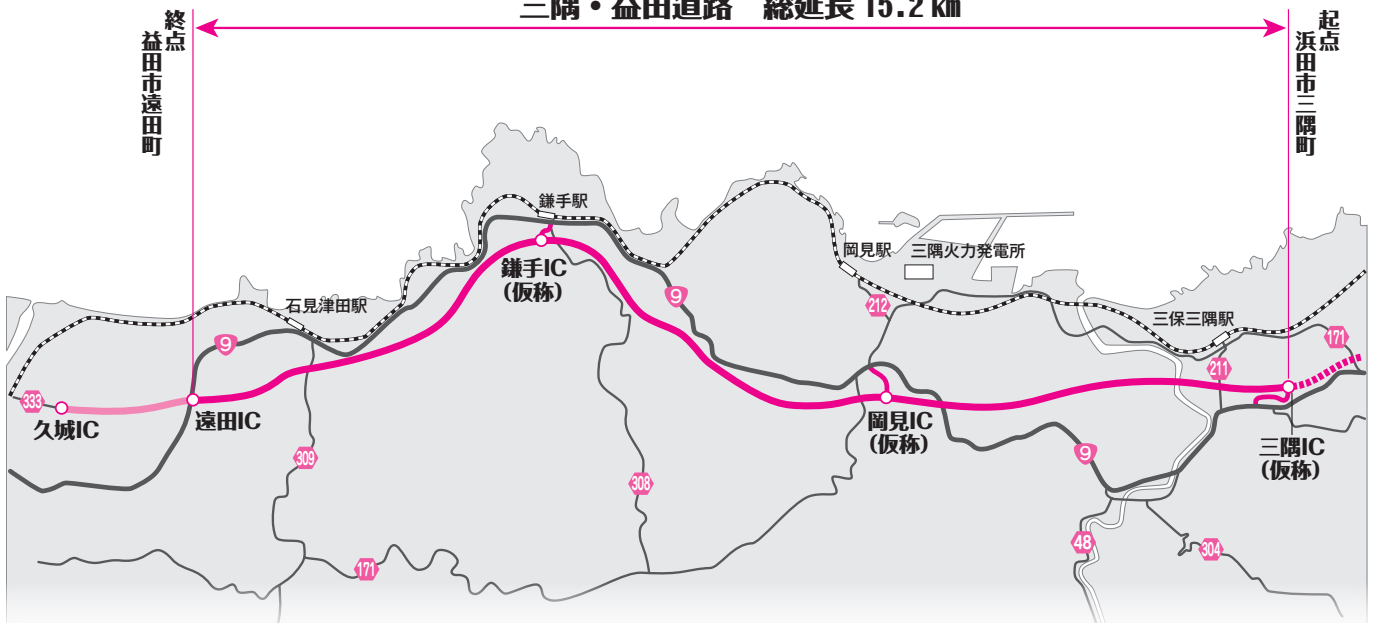 三隅・益田道路 総延長 15.2 km
起点
浜田市三隅町
終点
益田市遠田町
鎌手駅
鎌手IC
(仮称)
岡見駅
三隅火力発電所
石見津田駅
三保三隅駅
9
212
171
9
211
333
久城IC
遠田IC
岡見IC
(仮称)
三隅IC
(仮称)
309
308
9
171
48
304